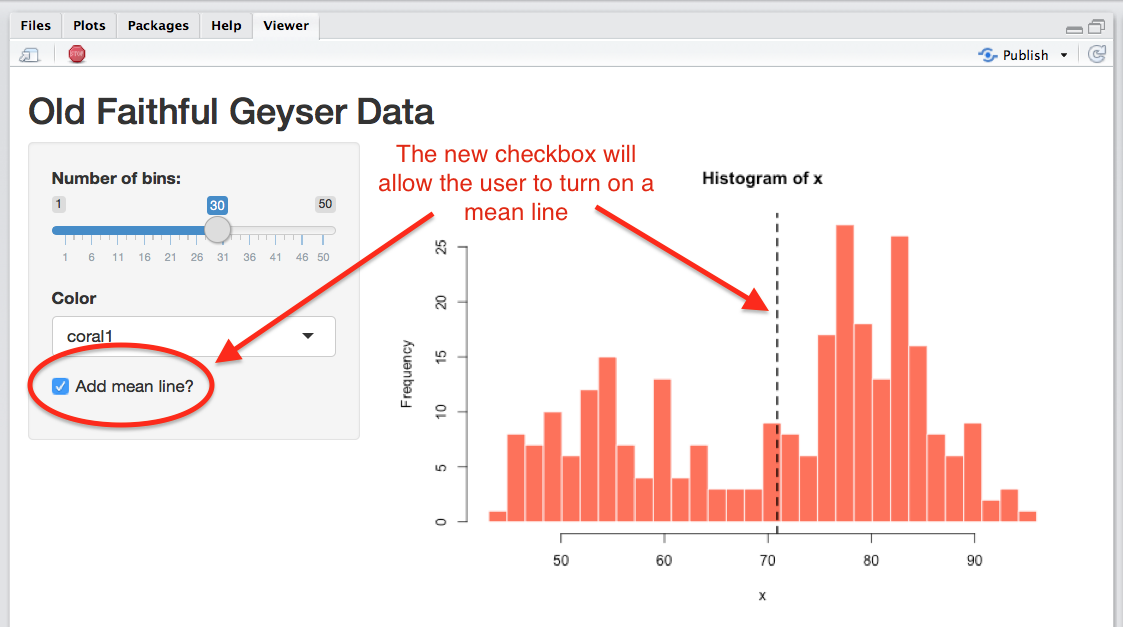 Files Plots Packages Help Viewer
STOP Publish
Old Faithful Geyser Data
The new checkbox will
allow the user to turn on a
mean line
Number of bins:
1 30 50
1 6 11 16 21 26 31 36 41 46 50
Color
coral1
Add mean line?
Histogram of x
Frequency
25
20
15
10
5
0
50 60 70 80 90
x